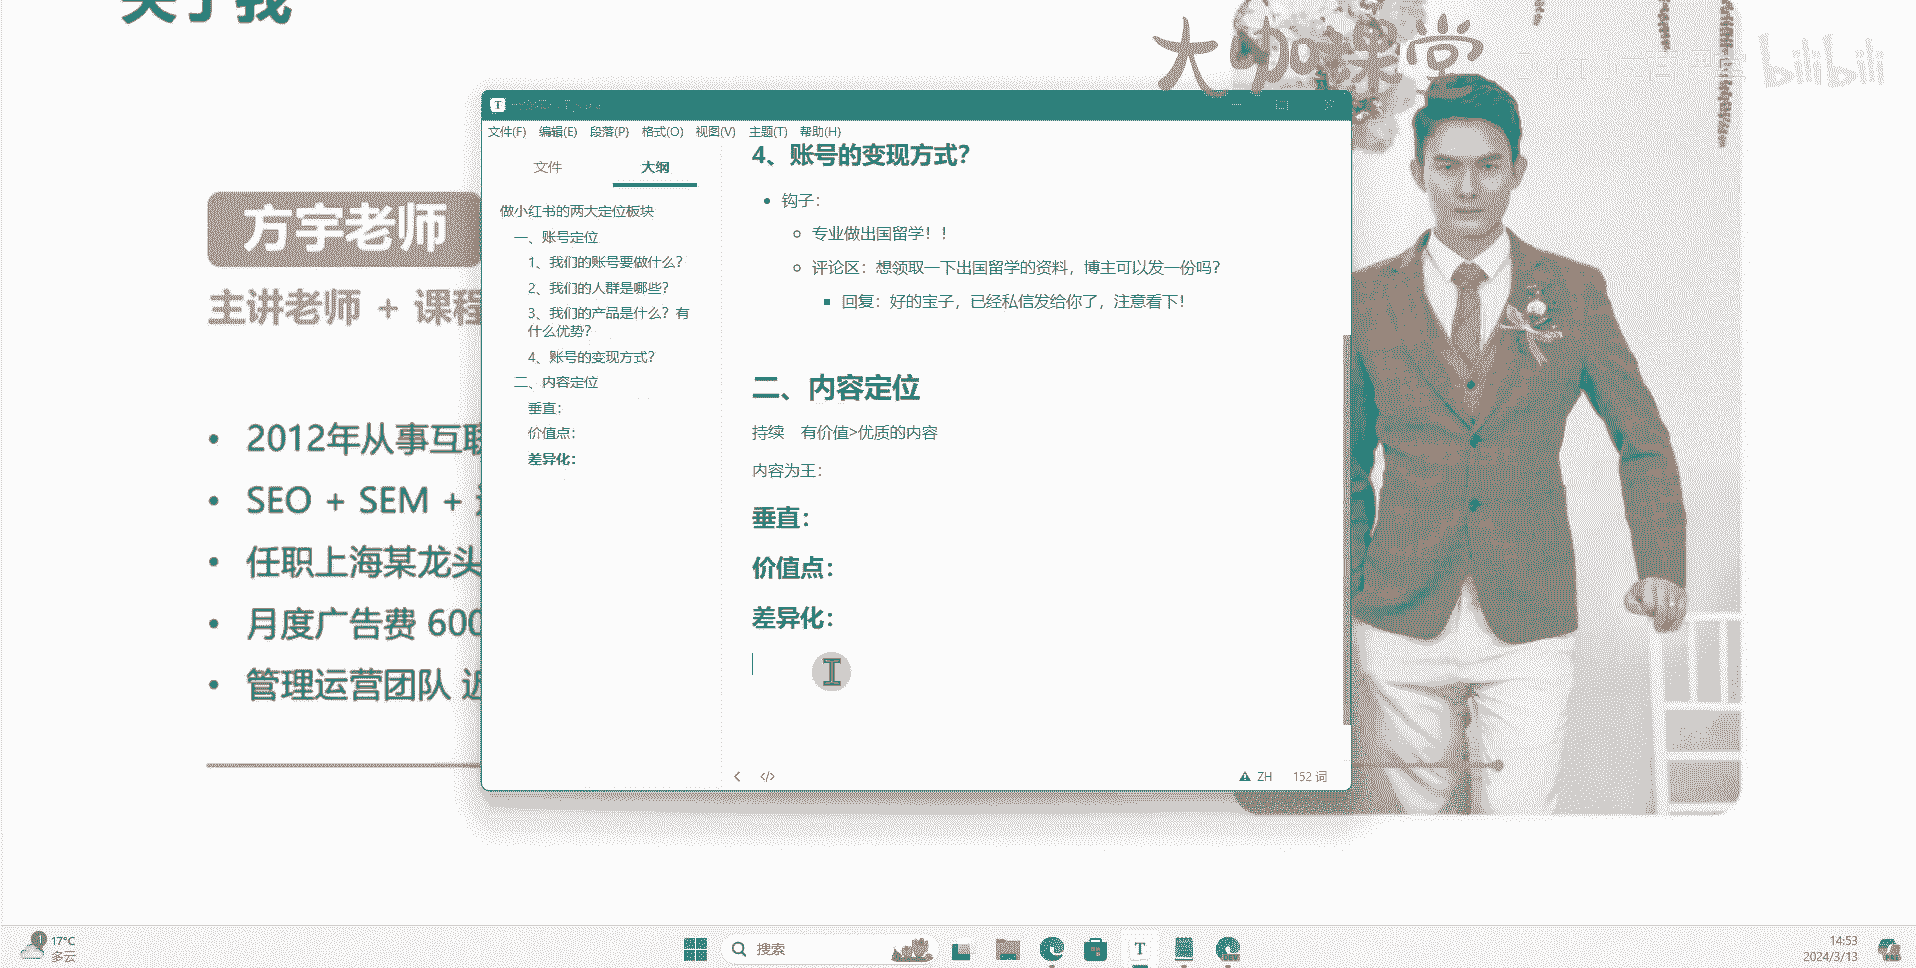 关于我
大咖课堂
bilibili
方宇老师
主讲老师 + 课程
2012年从事互联
SEO + SEM +
任职上海某龙头
月度广告费 600
管理运营团队 近
T
文件(F) 编辑(E) 段落(P) 格式(O) 视图(V) 主题(T) 帮助(H)
文件 大纲
做小红书的两大定位板块
一、账号定位
1、我们的账号要做什么？
2、我们的人群是哪些？
3、我们的产品是什么？有
什么优势？
4、账号的变现方式？
二、内容定位
垂直：
价值点：
差异化：
4、账号的变现方式？
钩子：
专业做出国留学！！
评论区：想领取一下出国留学的资料，博主可以发一份吗？
回复：好的宝子，已经私信发给你了，注意看下！
二、内容定位
持续 有价值>优质的内容
内容为王：
垂直：
价值点：
差异化：
</> ZH 152 词
1
17°C
多云
搜索
T
DEV
14:53
2024/3/13